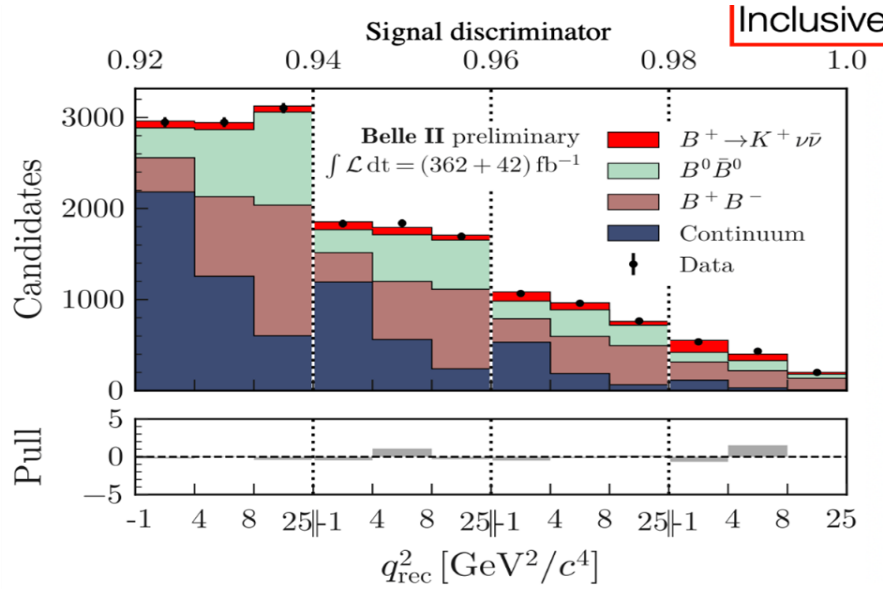 Inclusive
Signal discriminator
0.92 0.94 0.96 0.98 1.0
Belle II preliminary
∫ ℒ dt = (362 + 42) fb⁻¹
B⁺→K⁺νν̄
B⁰B̄⁰
B⁺B⁻
Continuum
Data
Candidates
3000
2000
1000
0
Pull
5
0
−5
-1 4 8 25||-1 4 8 25||-1 4 8 25||-1 4 8 25
q²rec [GeV²/c⁴]